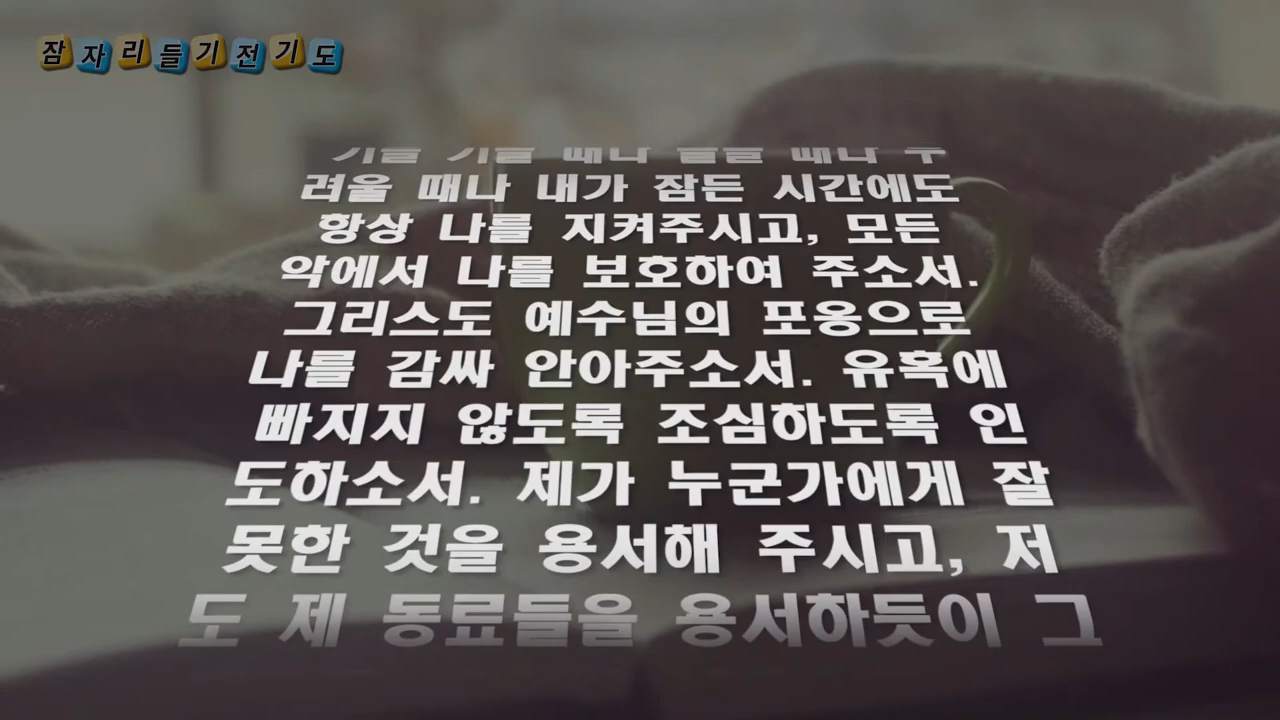 잠자리들기전기도
려울 때나 내가 잠든 시간에도
항상 나를 지켜주시고, 모든
악에서 나를 보호하여 주소서.
그리스도 예수님의 포옹으로
나를 감싸 안아주소서. 유혹에
빠지지 않도록 조심하도록 인
도하소서. 제가 누군가에게 잘
못한 것을 용서해 주시고, 저
도 제 동료들을 용서하듯이 그